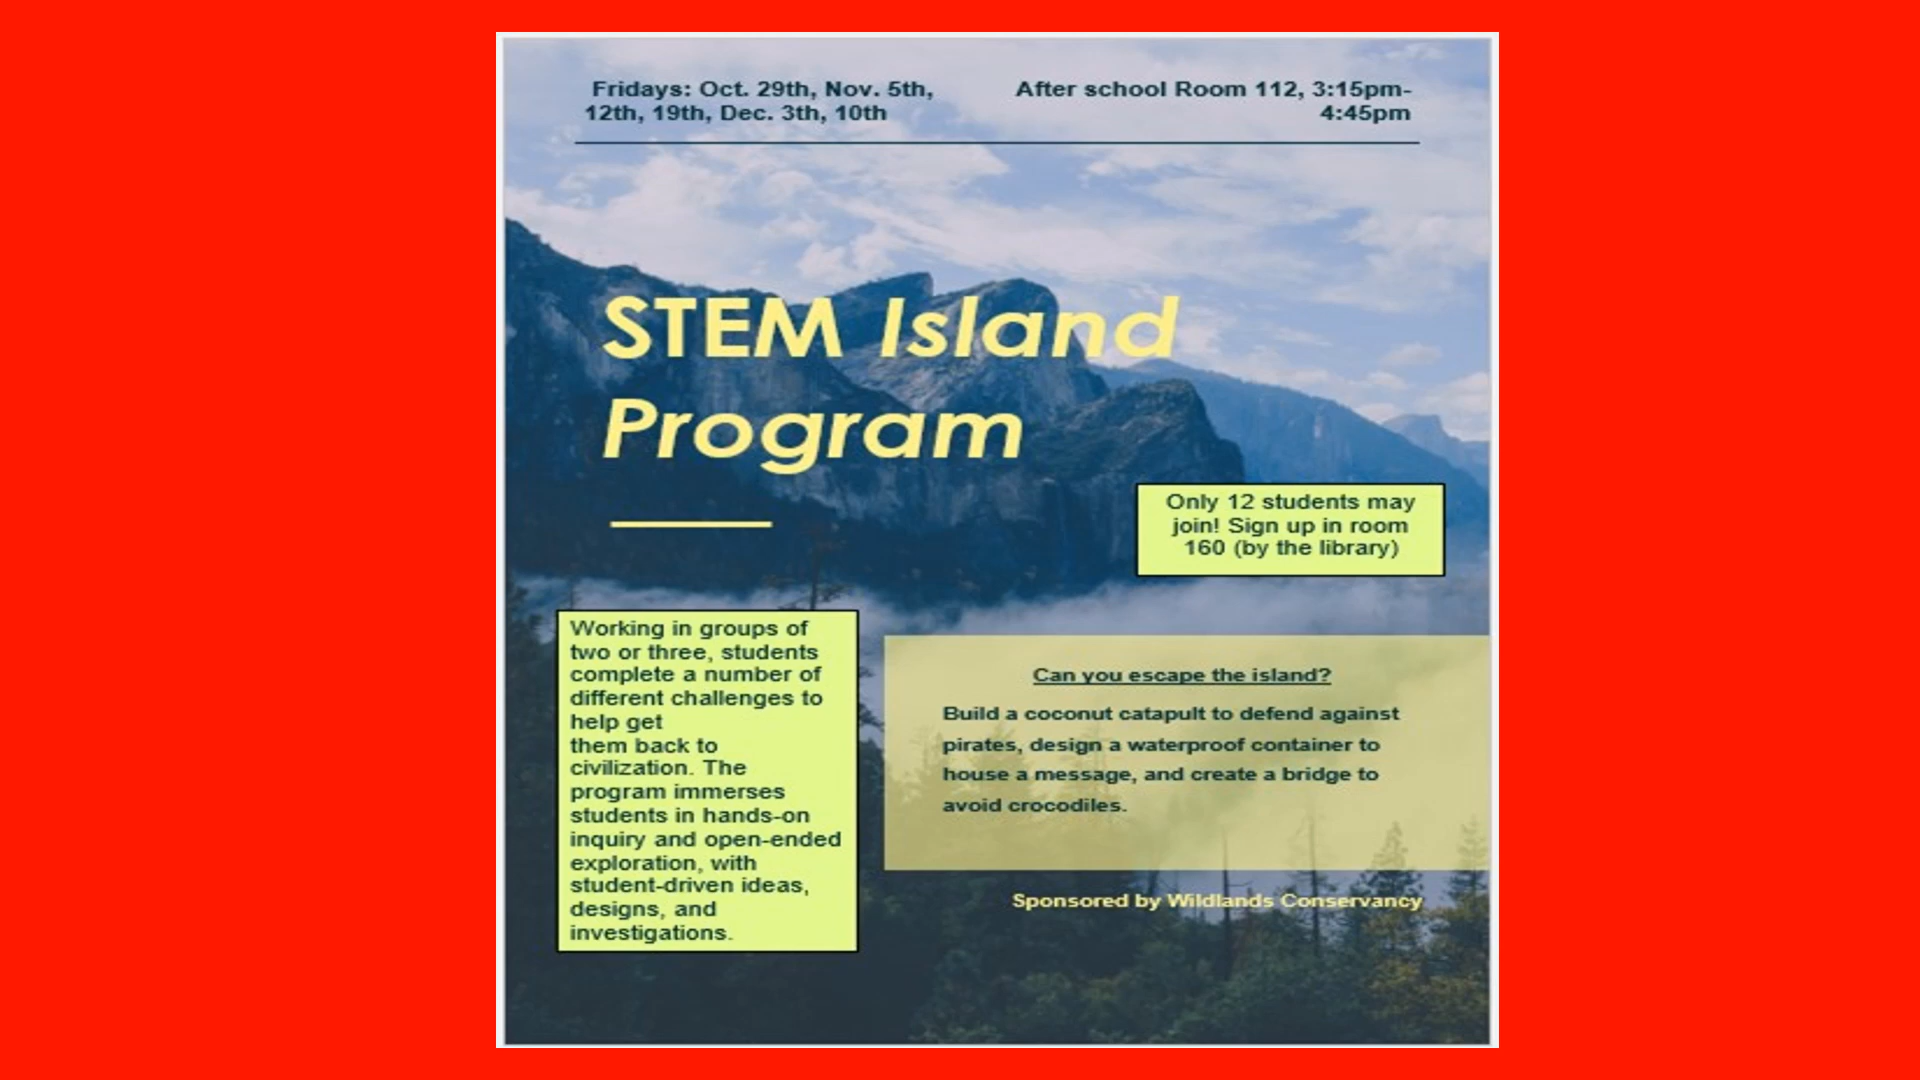 Fridays: Oct. 29th, Nov. 5th,
12th, 19th, Dec. 3th, 10th
After school Room 112, 3:15pm-
4:45pm
STEM Island
Program
Only 12 students may
join! Sign up in room
160 (by the library)
Working in groups of
two or three, students
complete a number of
different challenges to
help get
them back to
civilization. The
program immerses
students in hands-on
inquiry and open-ended
exploration, with
student-driven ideas,
designs, and
investigations.
Can you escape the island?
Build a coconut catapult to defend against
pirates, design a waterproof container to
house a message, and create a bridge to
avoid crocodiles.
Sponsored by Wildlands Conservancy